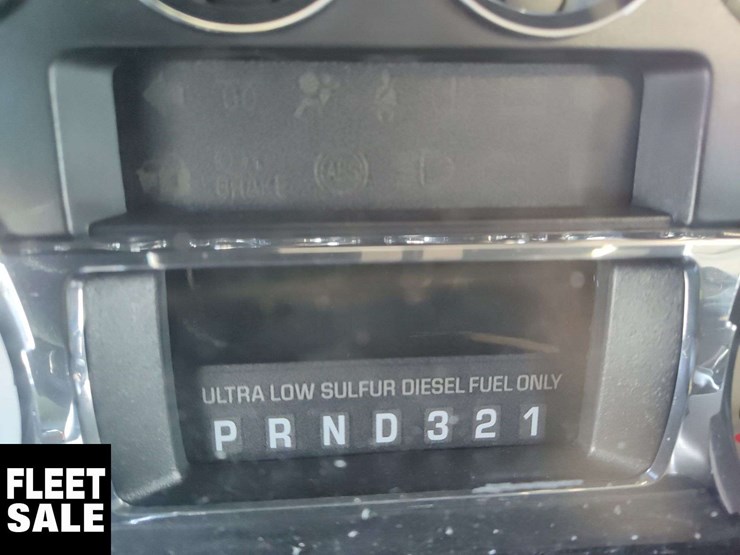 BRAKE
(ABS)
ULTRA LOW SULFUR DIESEL FUEL ONLY
P R N D 3 2 1
FLEET
SALE